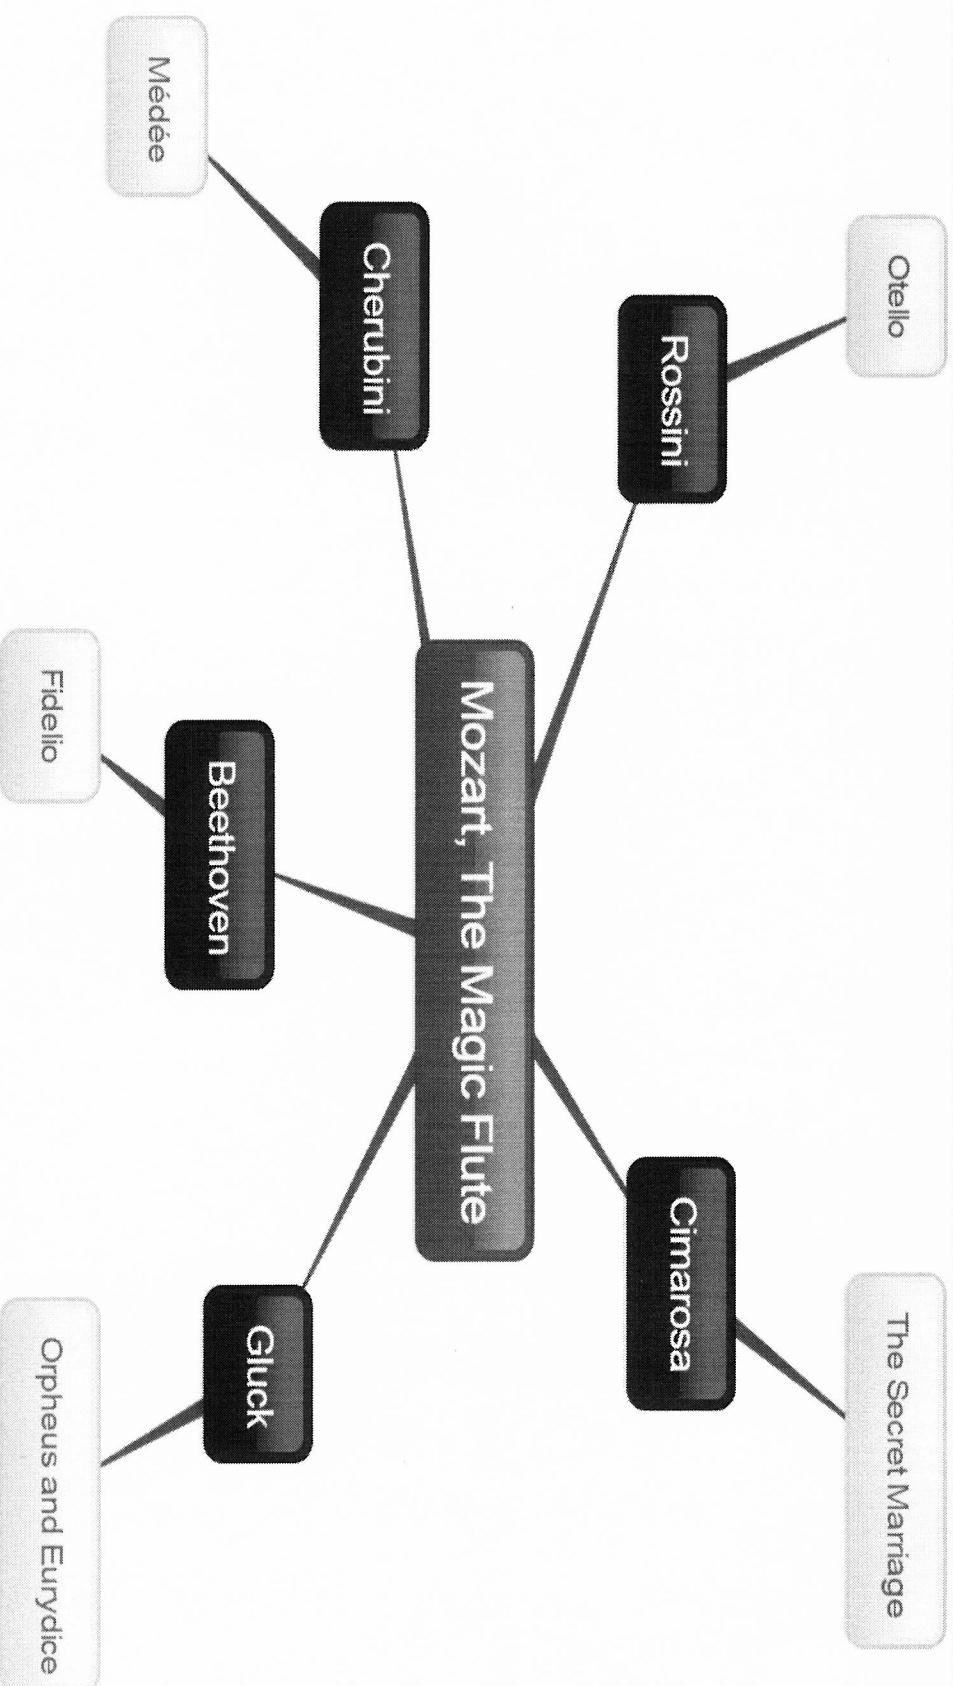 Otello
The Secret Marriage
Rossini
Cimarosa
Mozart, The Magic Flute
Cherubini
Beethoven
Gluck
Médée
Fidelio
Orpheus and Eurydice